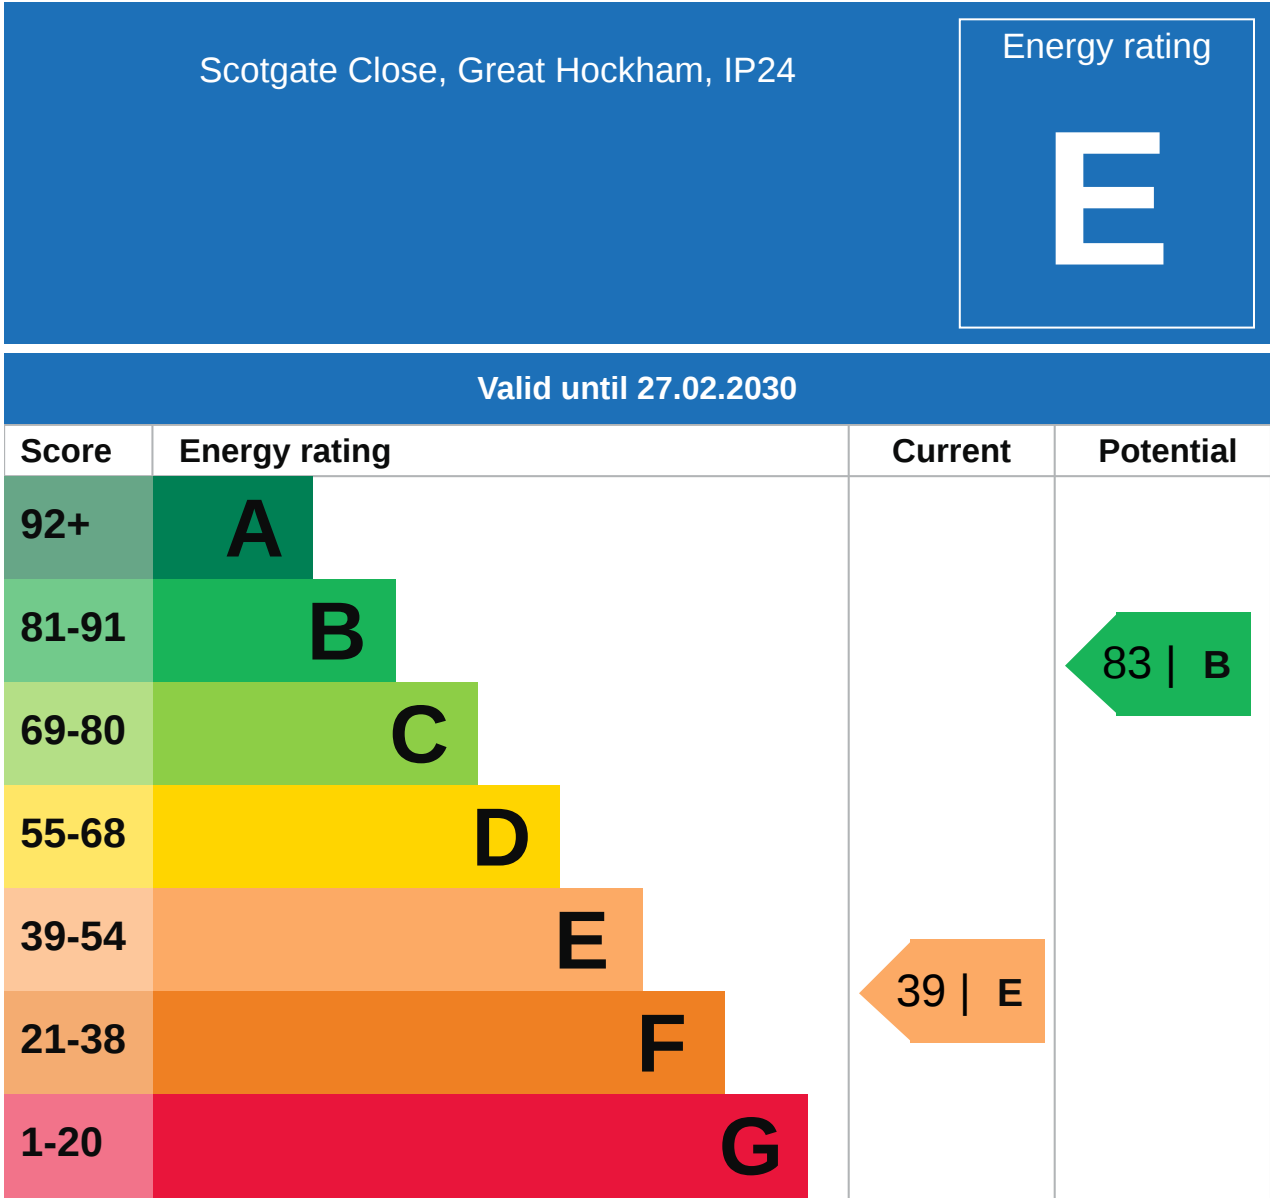 Scotgate Close, Great Hockham, IP24
Energy rating
E
Valid until 27.02.2030
Score Energy rating Current Potential
92+ A
81-91 B
83 | B
69-80 C
55-68 D
39-54 E
39 | E
21-38 F
1-20 G